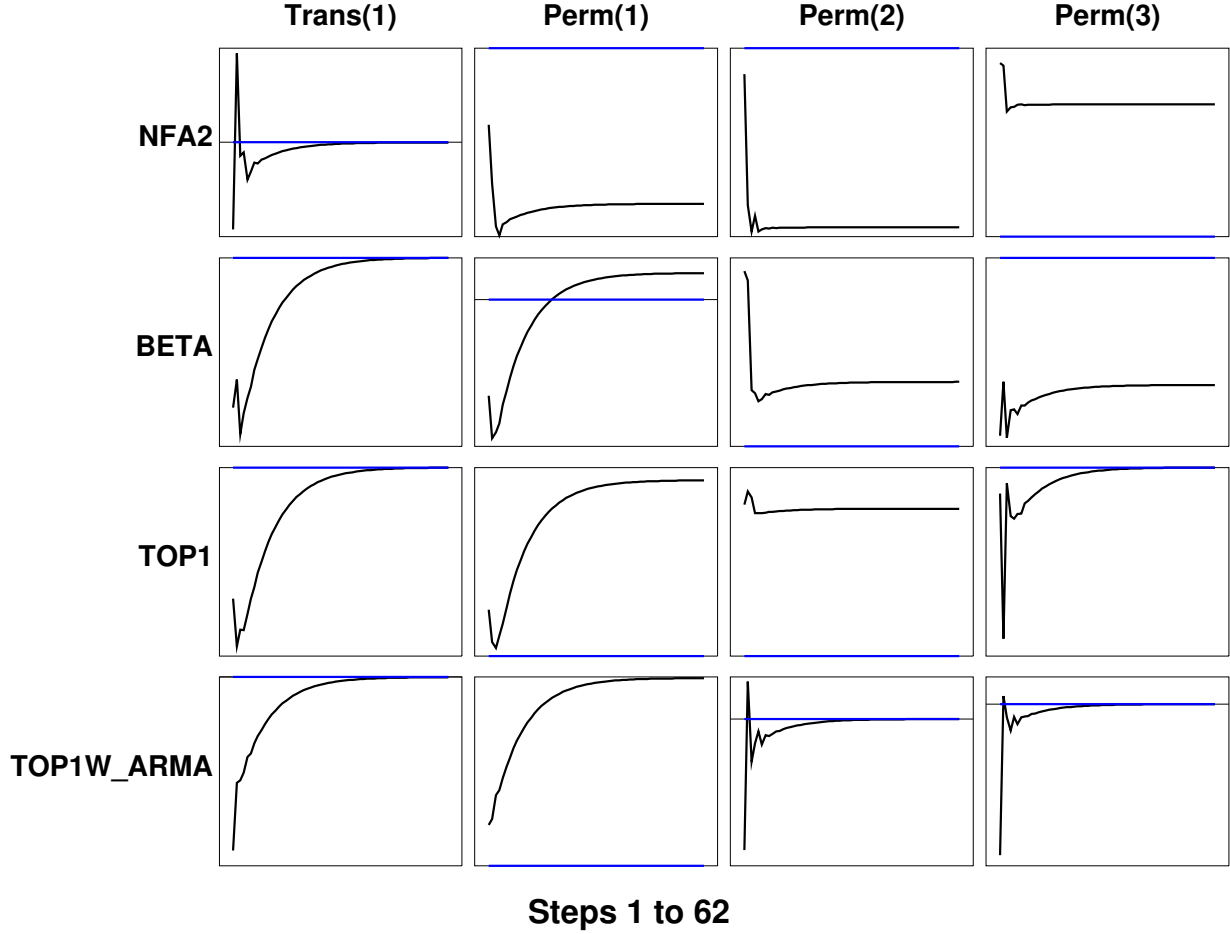 Trans(1) Perm(1) Perm(2) Perm(3)
NFA2
BETA
TOP1
TOP1W_ARMA
Steps 1 to 62